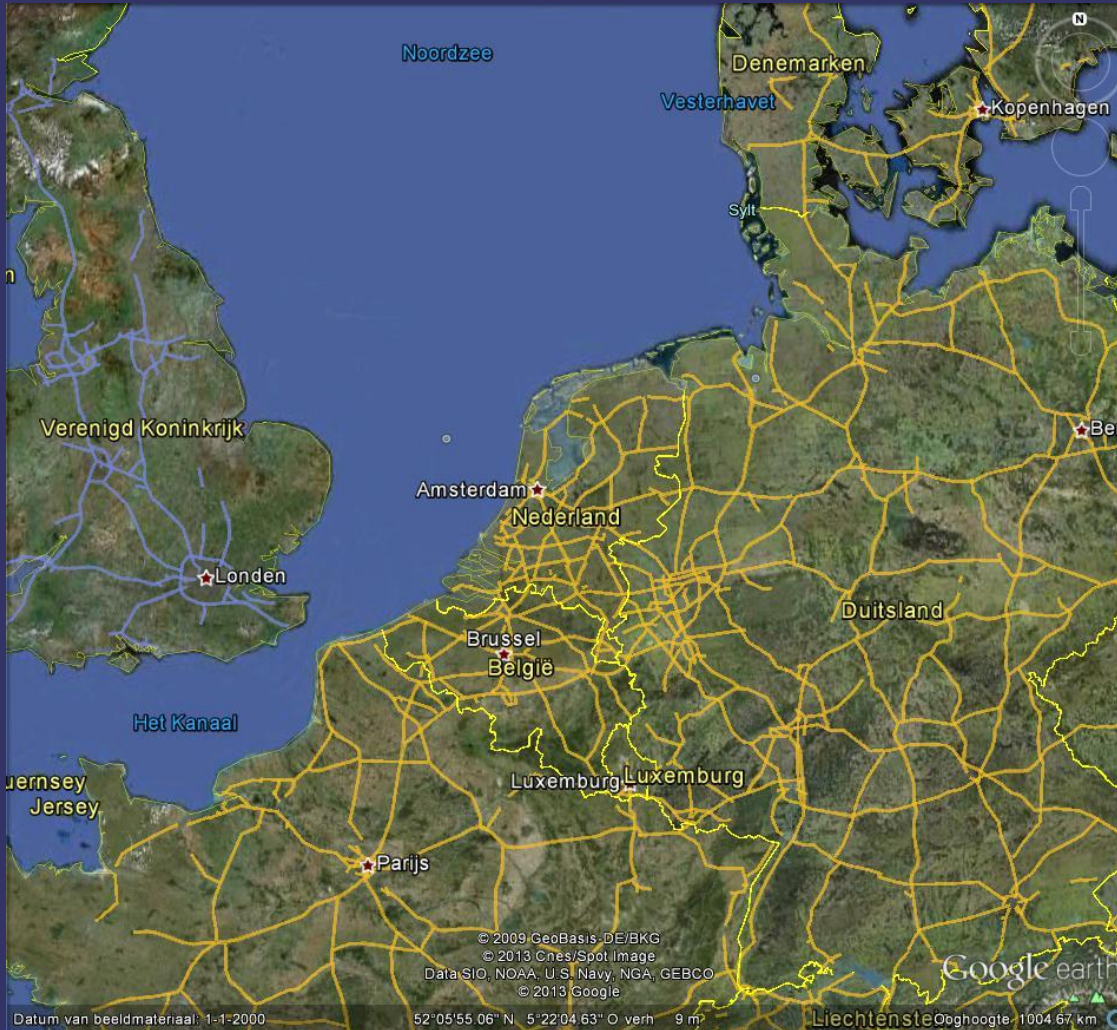 N
Noordzee
Denemarken
Vesterhavet
Kopenhagen
Sylt
Verenigd Koninkrijk
Amsterdam
Nederland
Londen
Duitsland
Brussel
België
Het Kanaal
Luxemburg
Luxemburg
Jersey
Parijs
© 2009 GeoBasis-DE/BKG
© 2013 Cnes/Spot Image
Data SIO, NOAA, U.S. Navy, NGA, GEBCO
© 2013 Google
Google earth
Datum van beeldmateriaal: 1-1-2000 52°05'55.06" N 5°22'04.63" O verh 9 m Ooghoogte 1004.67 km